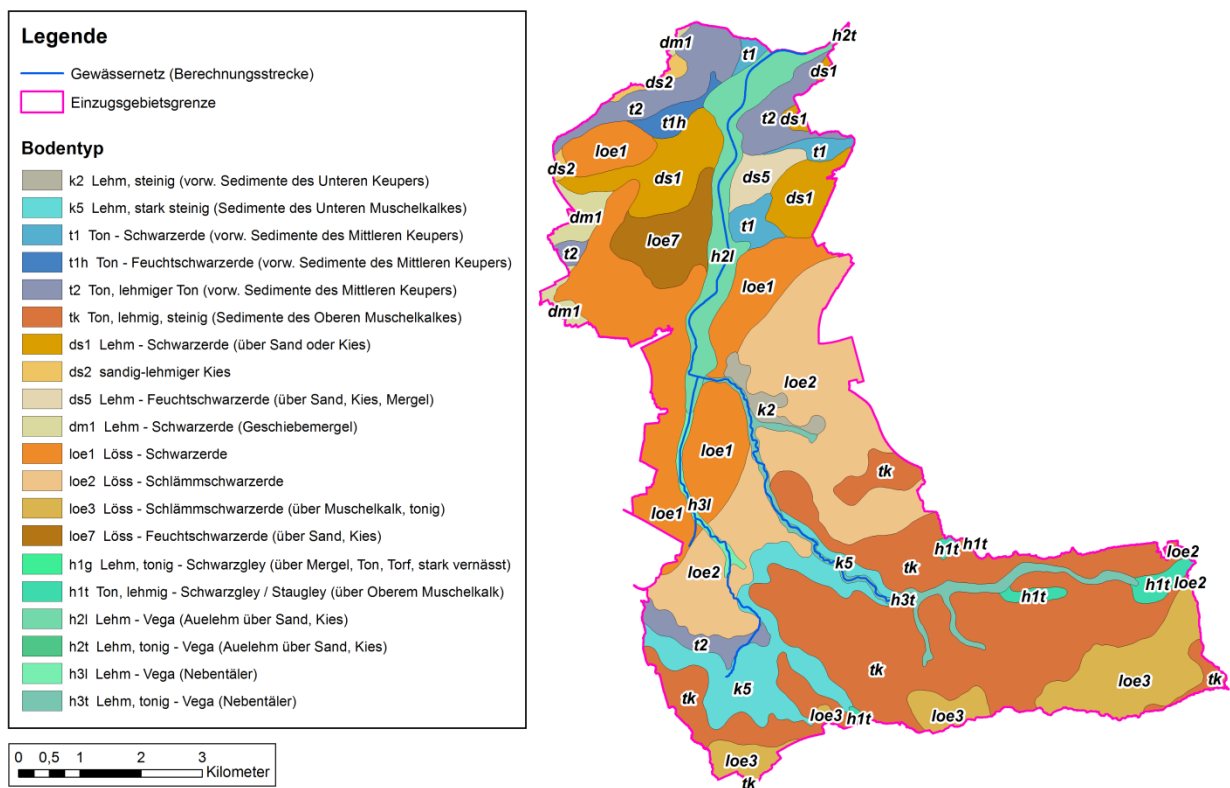 Legende
Gewässernetz (Berechnungsstrecke)
Einzugsgebietsgrenze
Bodentyp
k2 Lehm, steinig (vorw. Sedimente des Unteren Keupers)
k5 Lehm, stark steinig (Sedimente des Unteren Muschelkalkes)
t1 Ton - Schwarzerde (vorw. Sedimente des Mittleren Keupers)
t1h Ton - Feuchtschwarzerde (vorw. Sedimente des Mittleren Keupers)
t2 Ton, lehmiger Ton (vorw. Sedimente des Mittleren Keupers)
tk Ton, lehmig, steinig (Sedimente des Oberen Muschelkalkes)
ds1 Lehm - Schwarzerde (über Sand oder Kies)
ds2 sandig-lehmiger Kies
ds5 Lehm - Feuchtschwarzerde (über Sand, Kies, Mergel)
dm1 Lehm - Schwarzerde (Geschiebemergel)
loe1 Löss - Schwarzerde
loe2 Löss - Schlämmschwarzerde
loe3 Löss - Schlämmschwarzerde (über Muschelkalk, tonig)
loe7 Löss - Feuchtschwarzerde (über Sand, Kies)
h1g Lehm, tonig - Schwarzgley (über Mergel, Ton, Torf, stark vernässt)
h1t Ton, lehmig - Schwarzgley / Staugley (über Oberem Muschelkalk)
h2l Lehm - Vega (Auelehm über Sand, Kies)
h2t Lehm, tonig - Vega (Auelehm über Sand, Kies)
h3l Lehm - Vega (Nebentäler)
h3t Lehm, tonig - Vega (Nebentäler)
0 0,5 1 2 3
Kilometer
h2t
dm1
t1
ds1
ds2
t2
t2
ds1
t1h
loe1
t1
ds2
ds1
ds5
ds1
dm1
t1
loe7
t2
h2l
loe1
dm1
loe2
k2
loe1
tk
h3l
loe1
h1t
h1t
loe2
k5
tk
loe2
h1t
loe2
h3t
h1t
t2
tk
k5
loe3
tk
tk
loe3
h1t
loe3
loe3
tk